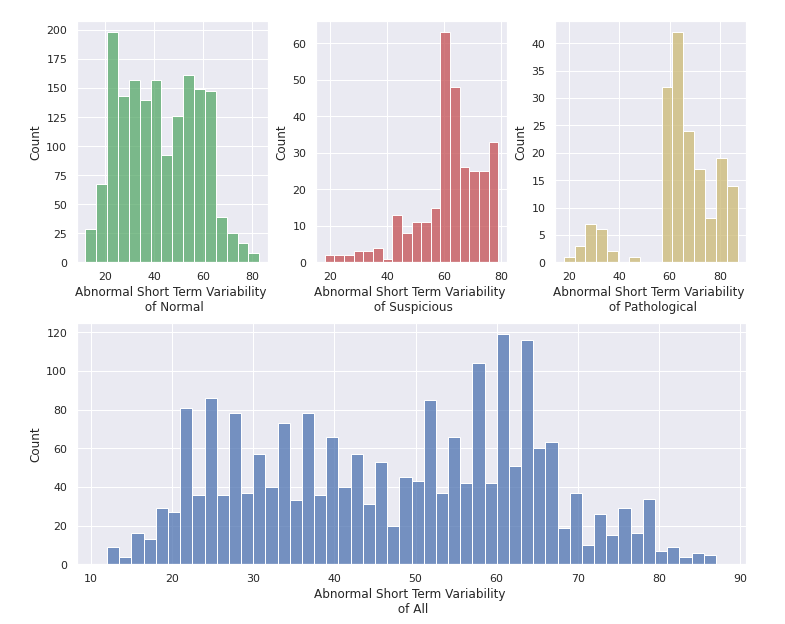 200
175
150
125
100
75
50
25
0
Count
20 40 60 80
Abnormal Short Term Variability
of Normal
60
50
40
30
20
10
0
Count
20 40 60 80
Abnormal Short Term Variability
of Suspicious
40
35
30
25
20
15
10
5
0
Count
20 40 60 80
Abnormal Short Term Variability
of Pathological
120
100
80
60
40
20
0
Count
10 20 30 40 50 60 70 80 90
Abnormal Short Term Variability
of All